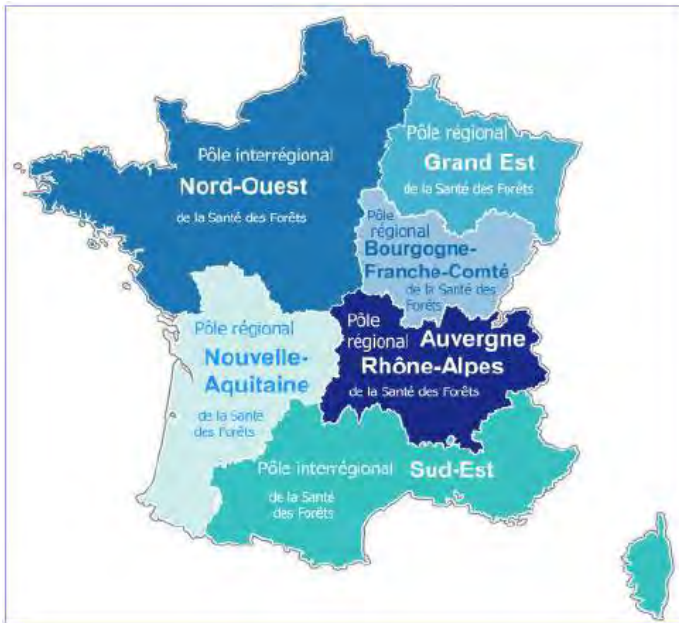 Pôle interrégional
Nord-Ouest
de la Santé des Forêts
Pôle régional
Grand Est
de la Santé des Forêts
Pôle
régional
Bourgogne-
Franche-Comté
de la Santé des
Forêts
Pôle régional
Nouvelle-
Aquitaine
de la Santé
des Forêts
Pôle
régional
Auvergne
Rhône-Alpes
de la Santé des Forêts
Pôle interrégional Sud-Est
de la Santé
des Forêts